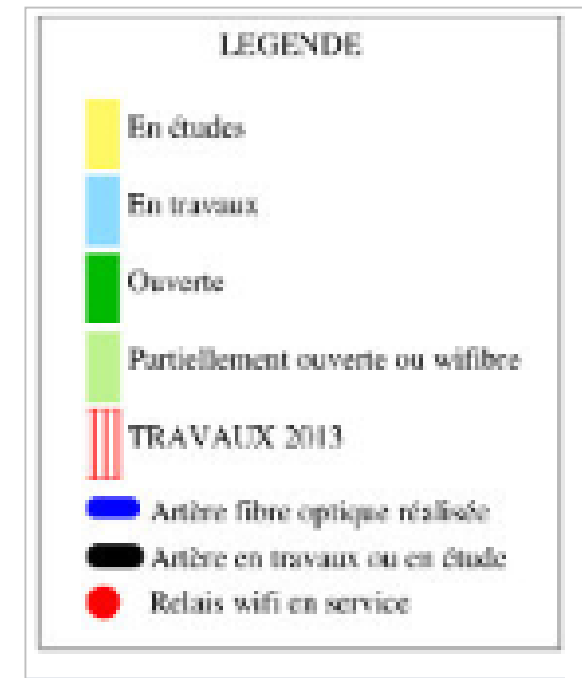 LEGENDE
En études
En travaux
Ouverte
Partiellement ouverte ou wifibre
TRAVAUX 2013
Artère fibre optique réalisée
Artère en travaux ou en étude
Relais wifi en service